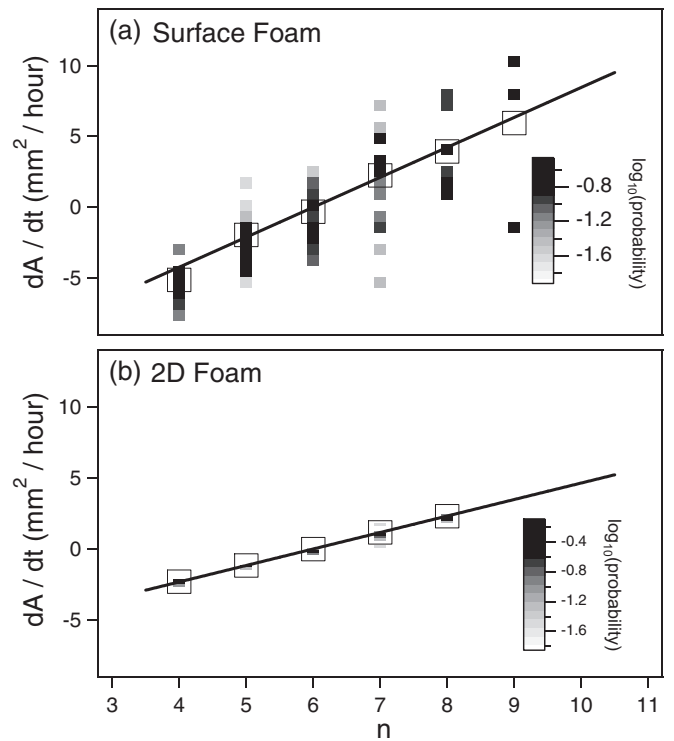 (a) Surface Foam
dA / dt (mm² / hour)
10
5
0
-5
-0.8
-1.2
-1.6
log₁₀(probability)
(b) 2D Foam
dA / dt (mm² / hour)
10
5
0
-5
-0.4
-0.8
-1.2
-1.6
log₁₀(probability)
3 4 5 6 7 8 9 10 11
n